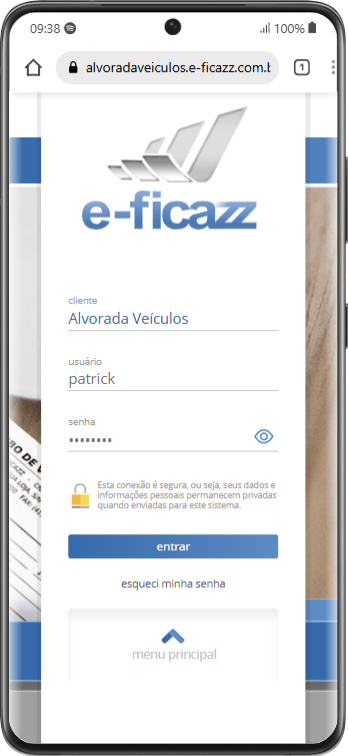 09:38 100%
alvoradaveiculos.e-ficazz.com.b
1
e-ficazz
cliente
Alvorada Veículos
usuário
patrick
senha
••••••••
Esta conexão é segura, ou seja, seus dados e
informações pessoais permanecem privadas
quando enviadas para este sistema.
entrar
esqueci minha senha
menu principal